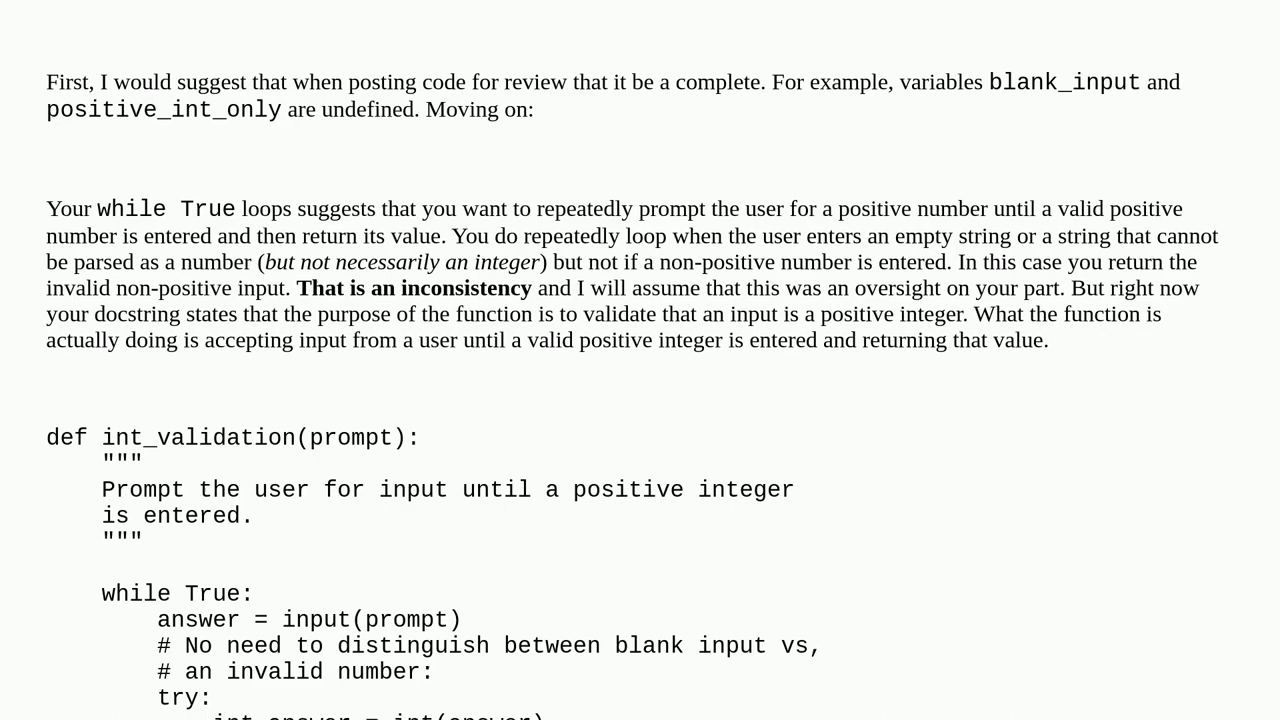 First, I would suggest that when posting code for review that it be a complete. For example, variables blank_input and
positive_int_only are undefined. Moving on:
Your while True loops suggests that you want to repeatedly prompt the user for a positive number until a valid positive
number is entered and then return its value. You do repeatedly loop when the user enters an empty string or a string that cannot
be parsed as a number (but not necessarily an integer) but not if a non-positive number is entered. In this case you return the
invalid non-positive input. That is an inconsistency and I will assume that this was an oversight on your part. But right now
your docstring states that the purpose of the function is to validate that an input is a positive integer. What the function is
actually doing is accepting input from a user until a valid positive integer is entered and returning that value.
def int_validation(prompt):
    """
    Prompt the user for input until a positive integer
    is entered.
    """
    while True:
        answer = input(prompt)
        # No need to distinguish between blank input vs,
        # an invalid number:
        try:
            int_answer = int(answer)